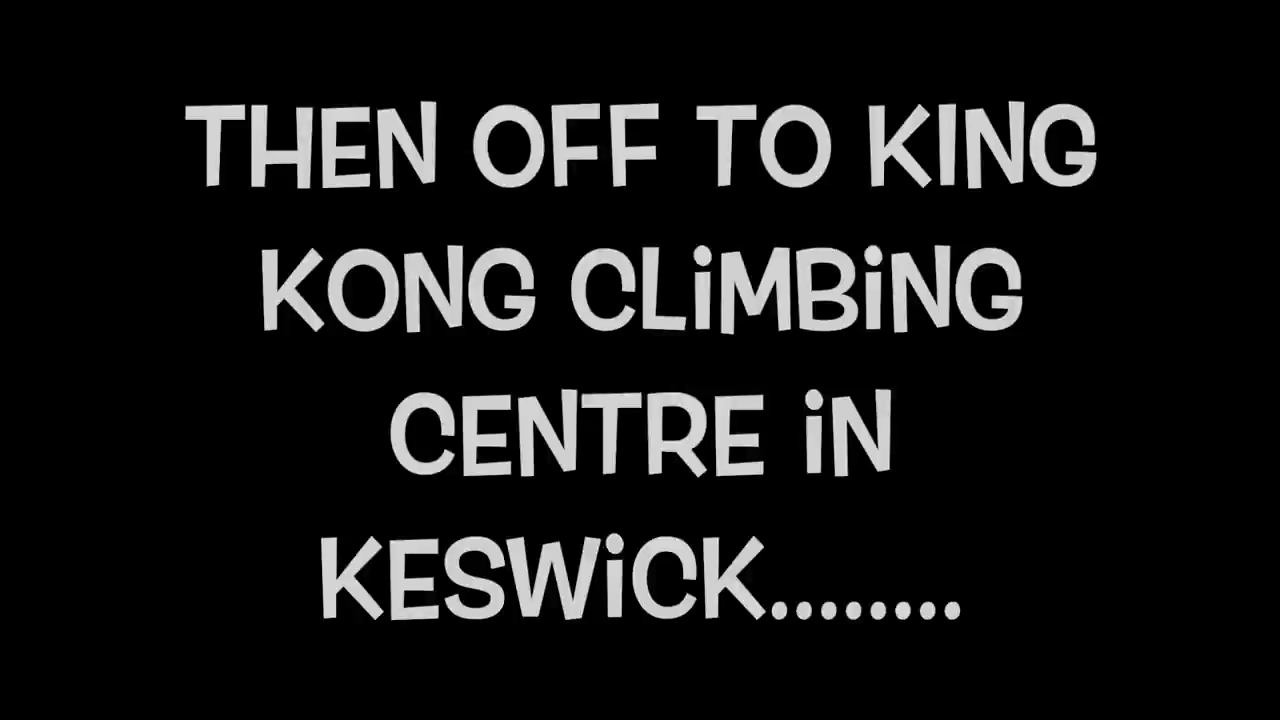 THEN OFF TO KING
KONG CLiMBiNG
CENTRE iN
KESWiCK........